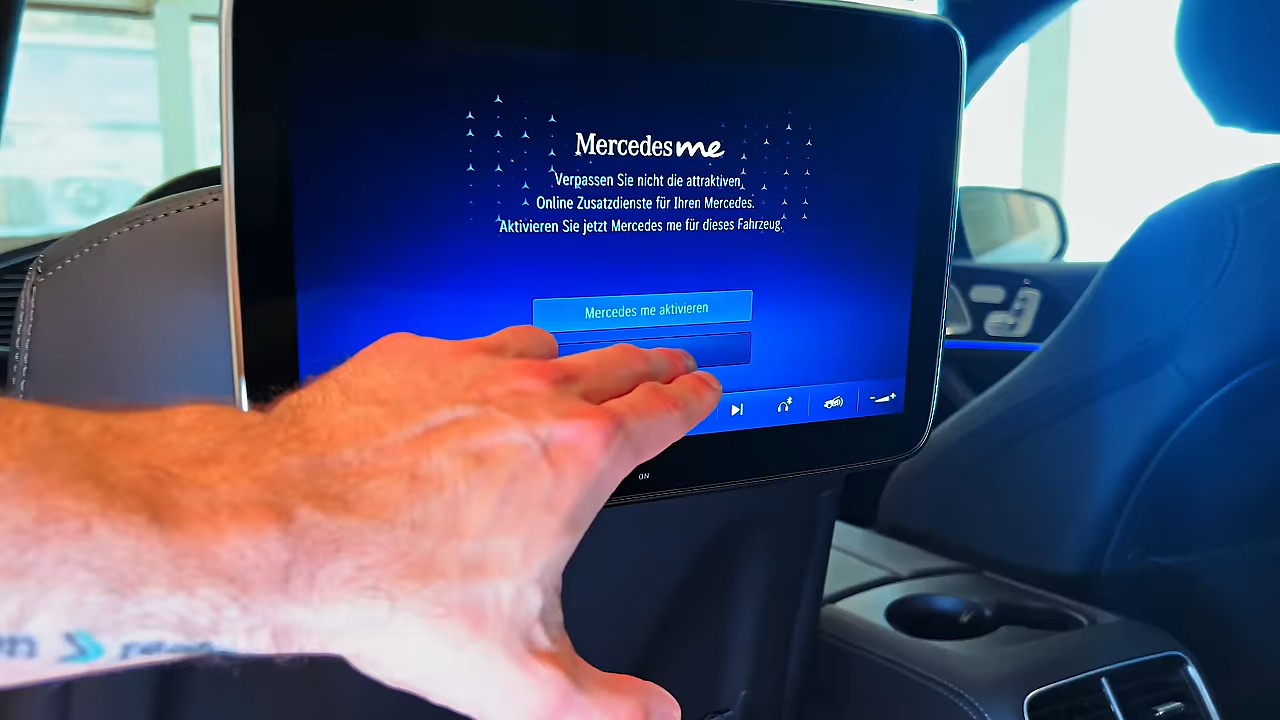 Mercedes me
Verpassen Sie nicht die attraktiven
Online Zusatzdienste für Ihren Mercedes.
Aktivieren Sie jetzt Mercedes me für dieses Fahrzeug.
Mercedes me aktivieren
ON